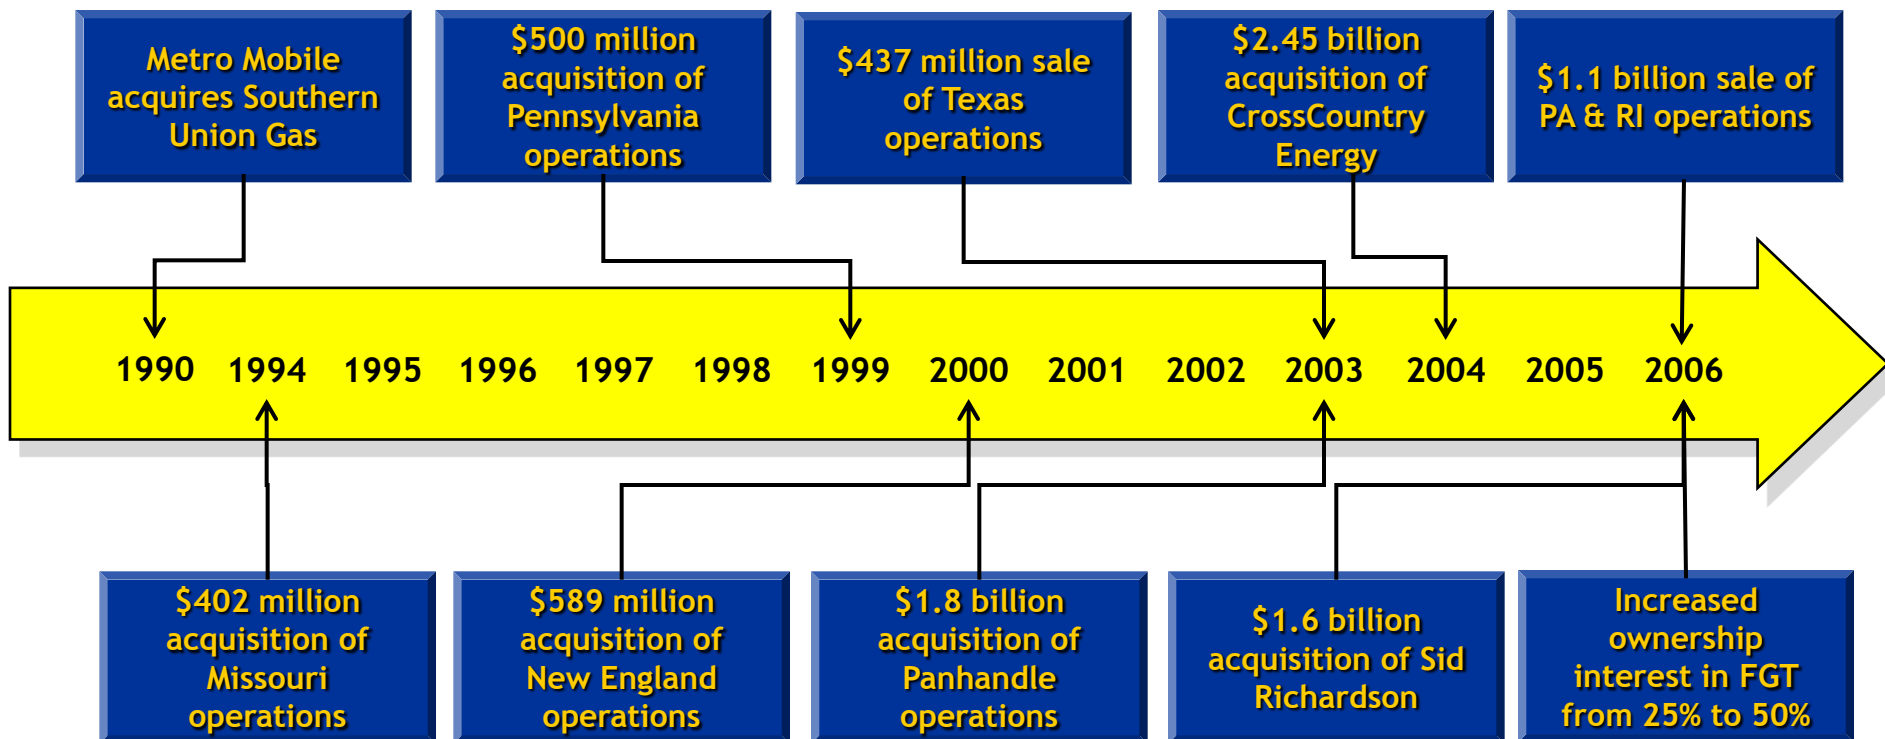 Metro Mobile
acquires Southern
Union Gas
$500 million
acquisition of
Pennsylvania
operations
$437 million sale
of Texas
operations
$2.45 billion
acquisition of
CrossCountry
Energy
$1.1 billion sale of
PA & RI operations
1990 1994 1995 1996 1997 1998 1999 2000 2001 2002 2003 2004 2005 2006
$402 million
acquisition of
Missouri
operations
$589 million
acquisition of
New England
operations
$1.8 billion
acquisition of
Panhandle
operations
$1.6 billion
acquisition of Sid
Richardson
Increased
ownership
interest in FGT
from 25% to 50%